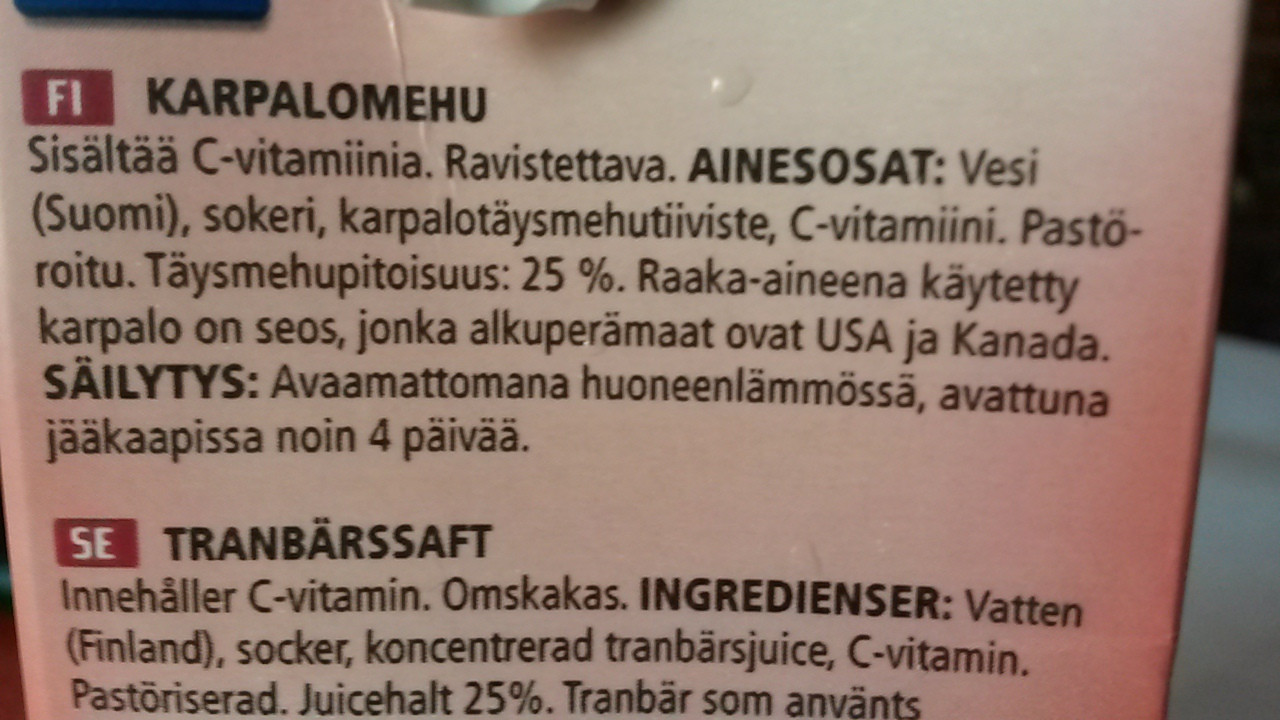 FI KARPALOMEHU
Sisältää C-vitamiinia. Ravistettava. AINESOSAT: Vesi
(Suomi), sokeri, karpalotäysmehutiiviste, C-vitamiini. Pastö-
roitu. Täysmehupitoisuus: 25 %. Raaka-aineena käytetty
karpalo on seos, jonka alkuperämaat ovat USA ja Kanada.
SÄILYTYS: Avaamattomana huoneenlämmössä, avattuna
jääkaapissa noin 4 päivää.
SE TRANBÄRSSAFT
Innehåller C-vitamin. Omskakas. INGREDIENSER: Vatten
(Finland), socker, koncentrerad tranbärsjuice, C-vitamin.
Pastöriserad. Juicehalt 25%. Tranbär som använts